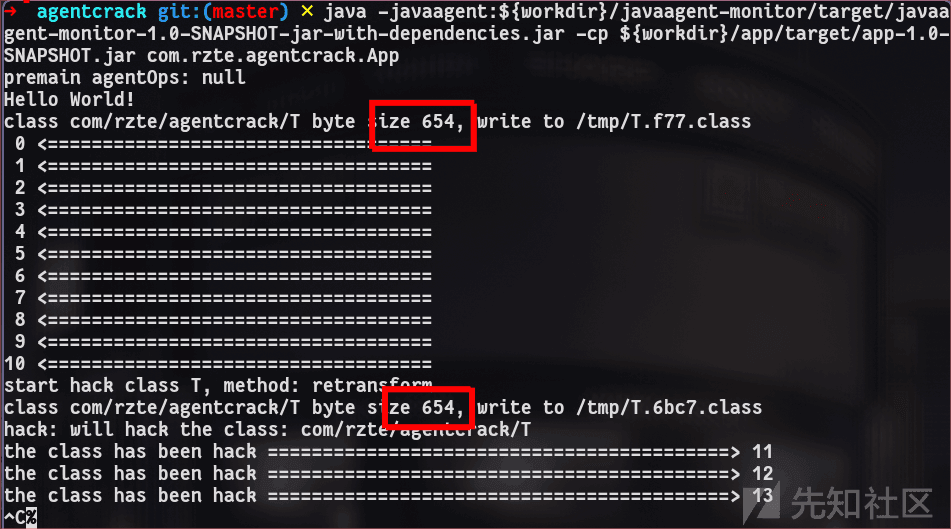 → agentcrack git:(master) × java -javaagent:${workdir}/javaagent-monitor/target/javaa
gent-monitor-1.0-SNAPSHOT-jar-with-dependencies.jar -cp ${workdir}/app/target/app-1.0-
SNAPSHOT.jar com.rzte.agentcrack.App
premain agentOps: null
Hello World!
class com/rzte/agentcrack/T byte size 654, write to /tmp/T.f77.class
0 <===================================
1 <===================================
2 <===================================
3 <===================================
4 <===================================
5 <===================================
6 <===================================
7 <===================================
8 <===================================
9 <===================================
10 <===================================
start hack class T, method: retransform
class com/rzte/agentcrack/T byte size 654, write to /tmp/T.6bc7.class
hack: will hack the class: com/rzte/agentcrack/T
the class has been hack ==========================================> 11
the class has been hack ==========================================> 12
the class has been hack ==========================================> 13
^C%
先知社区